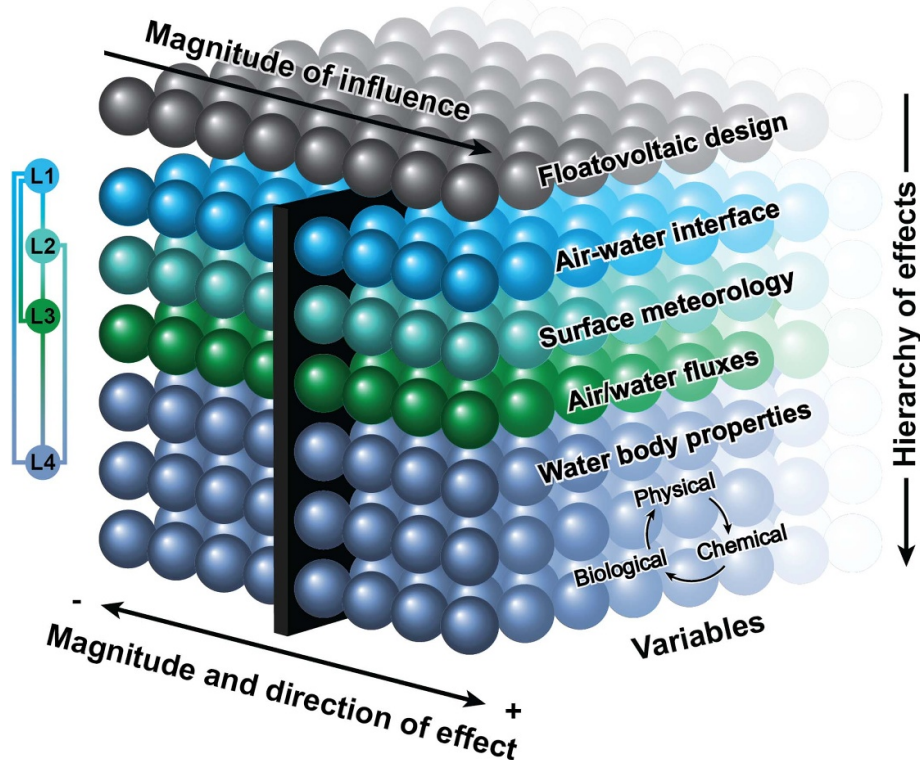 Magnitude of influence
Floatovoltaic design
Air-water interface
Surface meteorology
Air/water fluxes
Water body properties
Physical
Chemical
Biological
Variables
Hierarchy of effects
L1
L2
L3
L4
-
+
Magnitude and direction of effect